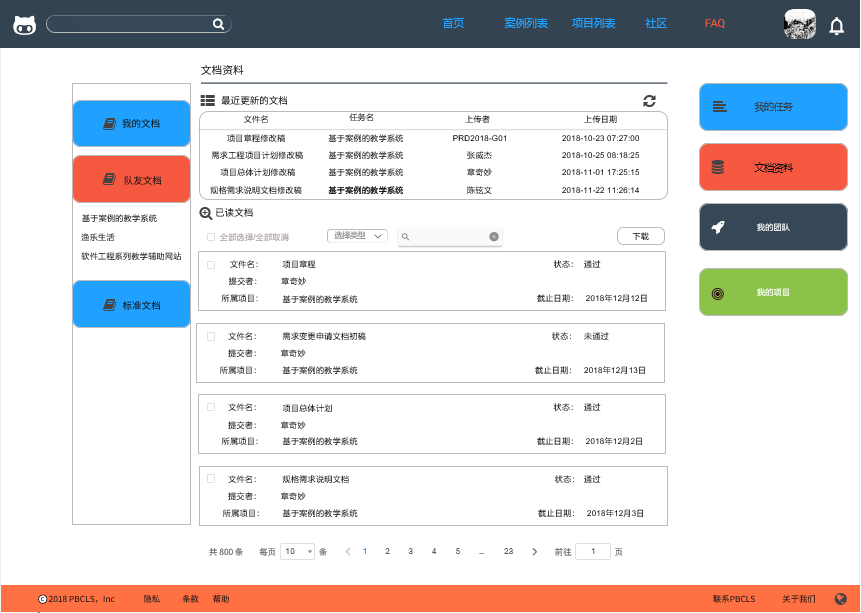 首页 案例列表 项目列表 社区 FAQ
文档资料
我的文档
队友文档
基于案例的教学系统
渔乐生活
软件工程系列教学辅助网站
标准文档
最近更新的文档
文件名 任务名 上传者 上传日期
项目章程修改稿 基于案例的教学系统 PRD2018-G01 2018-10-23 07:27:00
需求工程项目计划修改稿 基于案例的教学系统 张威杰 2018-10-25 08:18:25
项目总体计划修改稿 基于案例的教学系统 章奇妙 2018-11-01 17:25:15
规格需求说明文档修改稿 基于案例的教学系统 陈铉文 2018-11-22 11:26:14
已读文档
全部选择/全部取消 选择类型 下载
文件名: 项目章程 状态: 通过
提交者: 章奇妙
所属项目: 基于案例的教学系统 截止日期: 2018年12月12日
文件名: 需求变更申请文档初稿 状态: 未通过
提交者: 章奇妙
所属项目: 基于案例的教学系统 截止日期: 2018年12月13日
文件名: 项目总体计划 状态: 通过
提交者: 章奇妙
所属项目: 基于案例的教学系统 截止日期: 2018年12月2日
文件名: 规格需求说明文档 状态: 通过
提交者: 章奇妙
所属项目: 基于案例的教学系统 截止日期: 2018年12月3日
共 800 条 每页 10 条 < 1 2 3 4 5 ... 23 > 前往 1 页
我的任务
文档资料
我的团队
我的项目
©2018 PBCLS, Inc 隐私 条款 帮助 联系PBCLS 关于我们